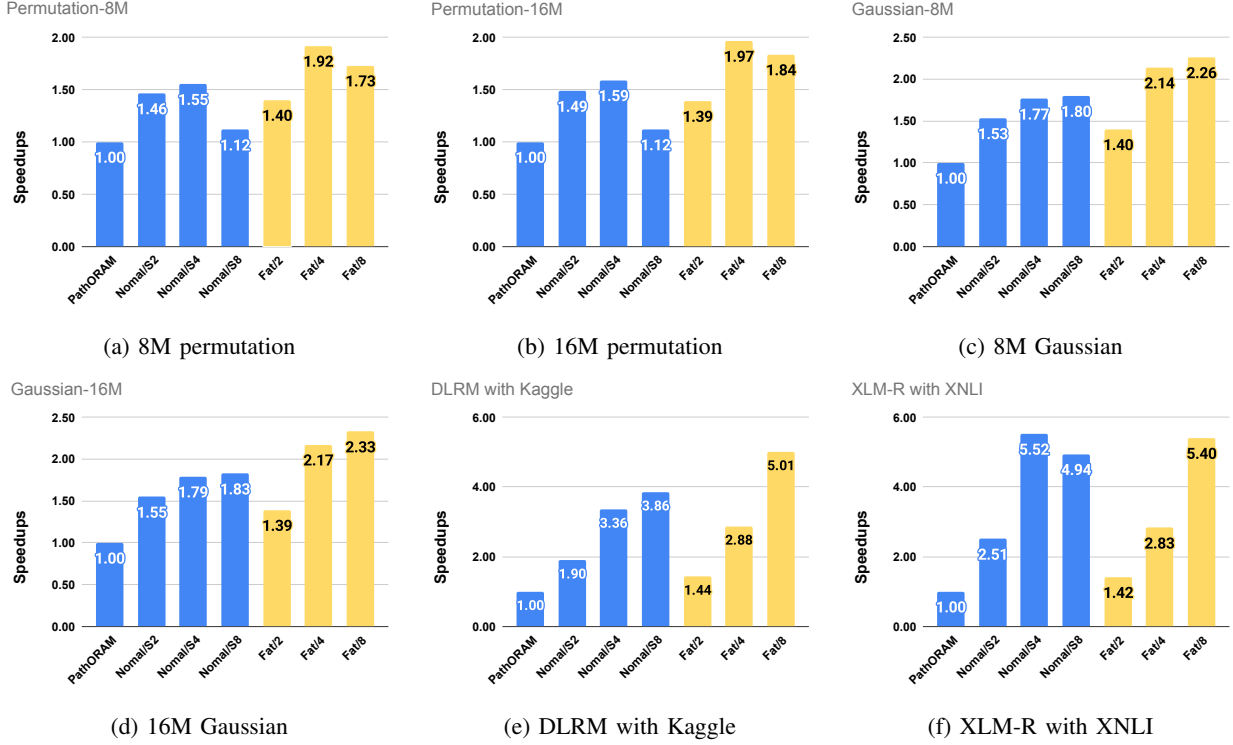 Permutation-8M
Speedups
2.00
1.50
1.00
0.50
0.00
1.00
1.46
1.55
1.12
1.40
1.92
1.73
PathORAM
Nomal/S2
Nomal/S4
Nomal/S8
Fat/2
Fat/4
Fat/8
(a) 8M permutation
Permutation-16M
Speedups
2.00
1.50
1.00
0.50
0.00
1.00
1.49
1.59
1.12
1.39
1.97
1.84
PathORAM
Nomal/S2
Nomal/S4
Nomal/S8
Fat/2
Fat/4
Fat/8
(b) 16M permutation
Gaussian-8M
Speedups
2.50
2.00
1.50
1.00
0.50
0.00
1.00
1.53
1.77
1.80
1.40
2.14
2.26
PathORAM
Nomal/S2
Nomal/S4
Nomal/S8
Fat/2
Fat/4
Fat/8
(c) 8M Gaussian
Gaussian-16M
Speedups
2.50
2.00
1.50
1.00
0.50
0.00
1.00
1.55
1.79
1.83
1.39
2.17
2.33
PathORAM
Nomal/S2
Nomal/S4
Nomal/S8
Fat/2
Fat/4
Fat/8
(d) 16M Gaussian
DLRM with Kaggle
Speedups
6.00
4.00
2.00
0.00
1.00
1.90
3.36
3.86
1.44
2.88
5.01
PathORAM
Nomal/S2
Nomal/S4
Nomal/S8
Fat/2
Fat/4
Fat/8
(e) DLRM with Kaggle
XLM-R with XNLI
Speedups
6.00
4.00
2.00
0.00
1.00
2.51
5.52
4.94
1.42
2.83
5.40
PathORAM
Nomal/S2
Nomal/S4
Nomal/S8
Fat/2
Fat/4
Fat/8
(f) XLM-R with XNLI